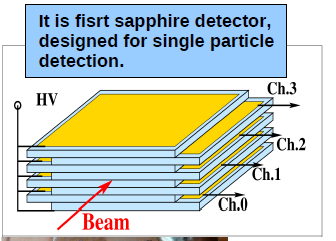 It is fisrt sapphire detector,
designed for single particle
detection.
HV
Ch.3
Ch.2
Ch.1
Ch.0
Beam